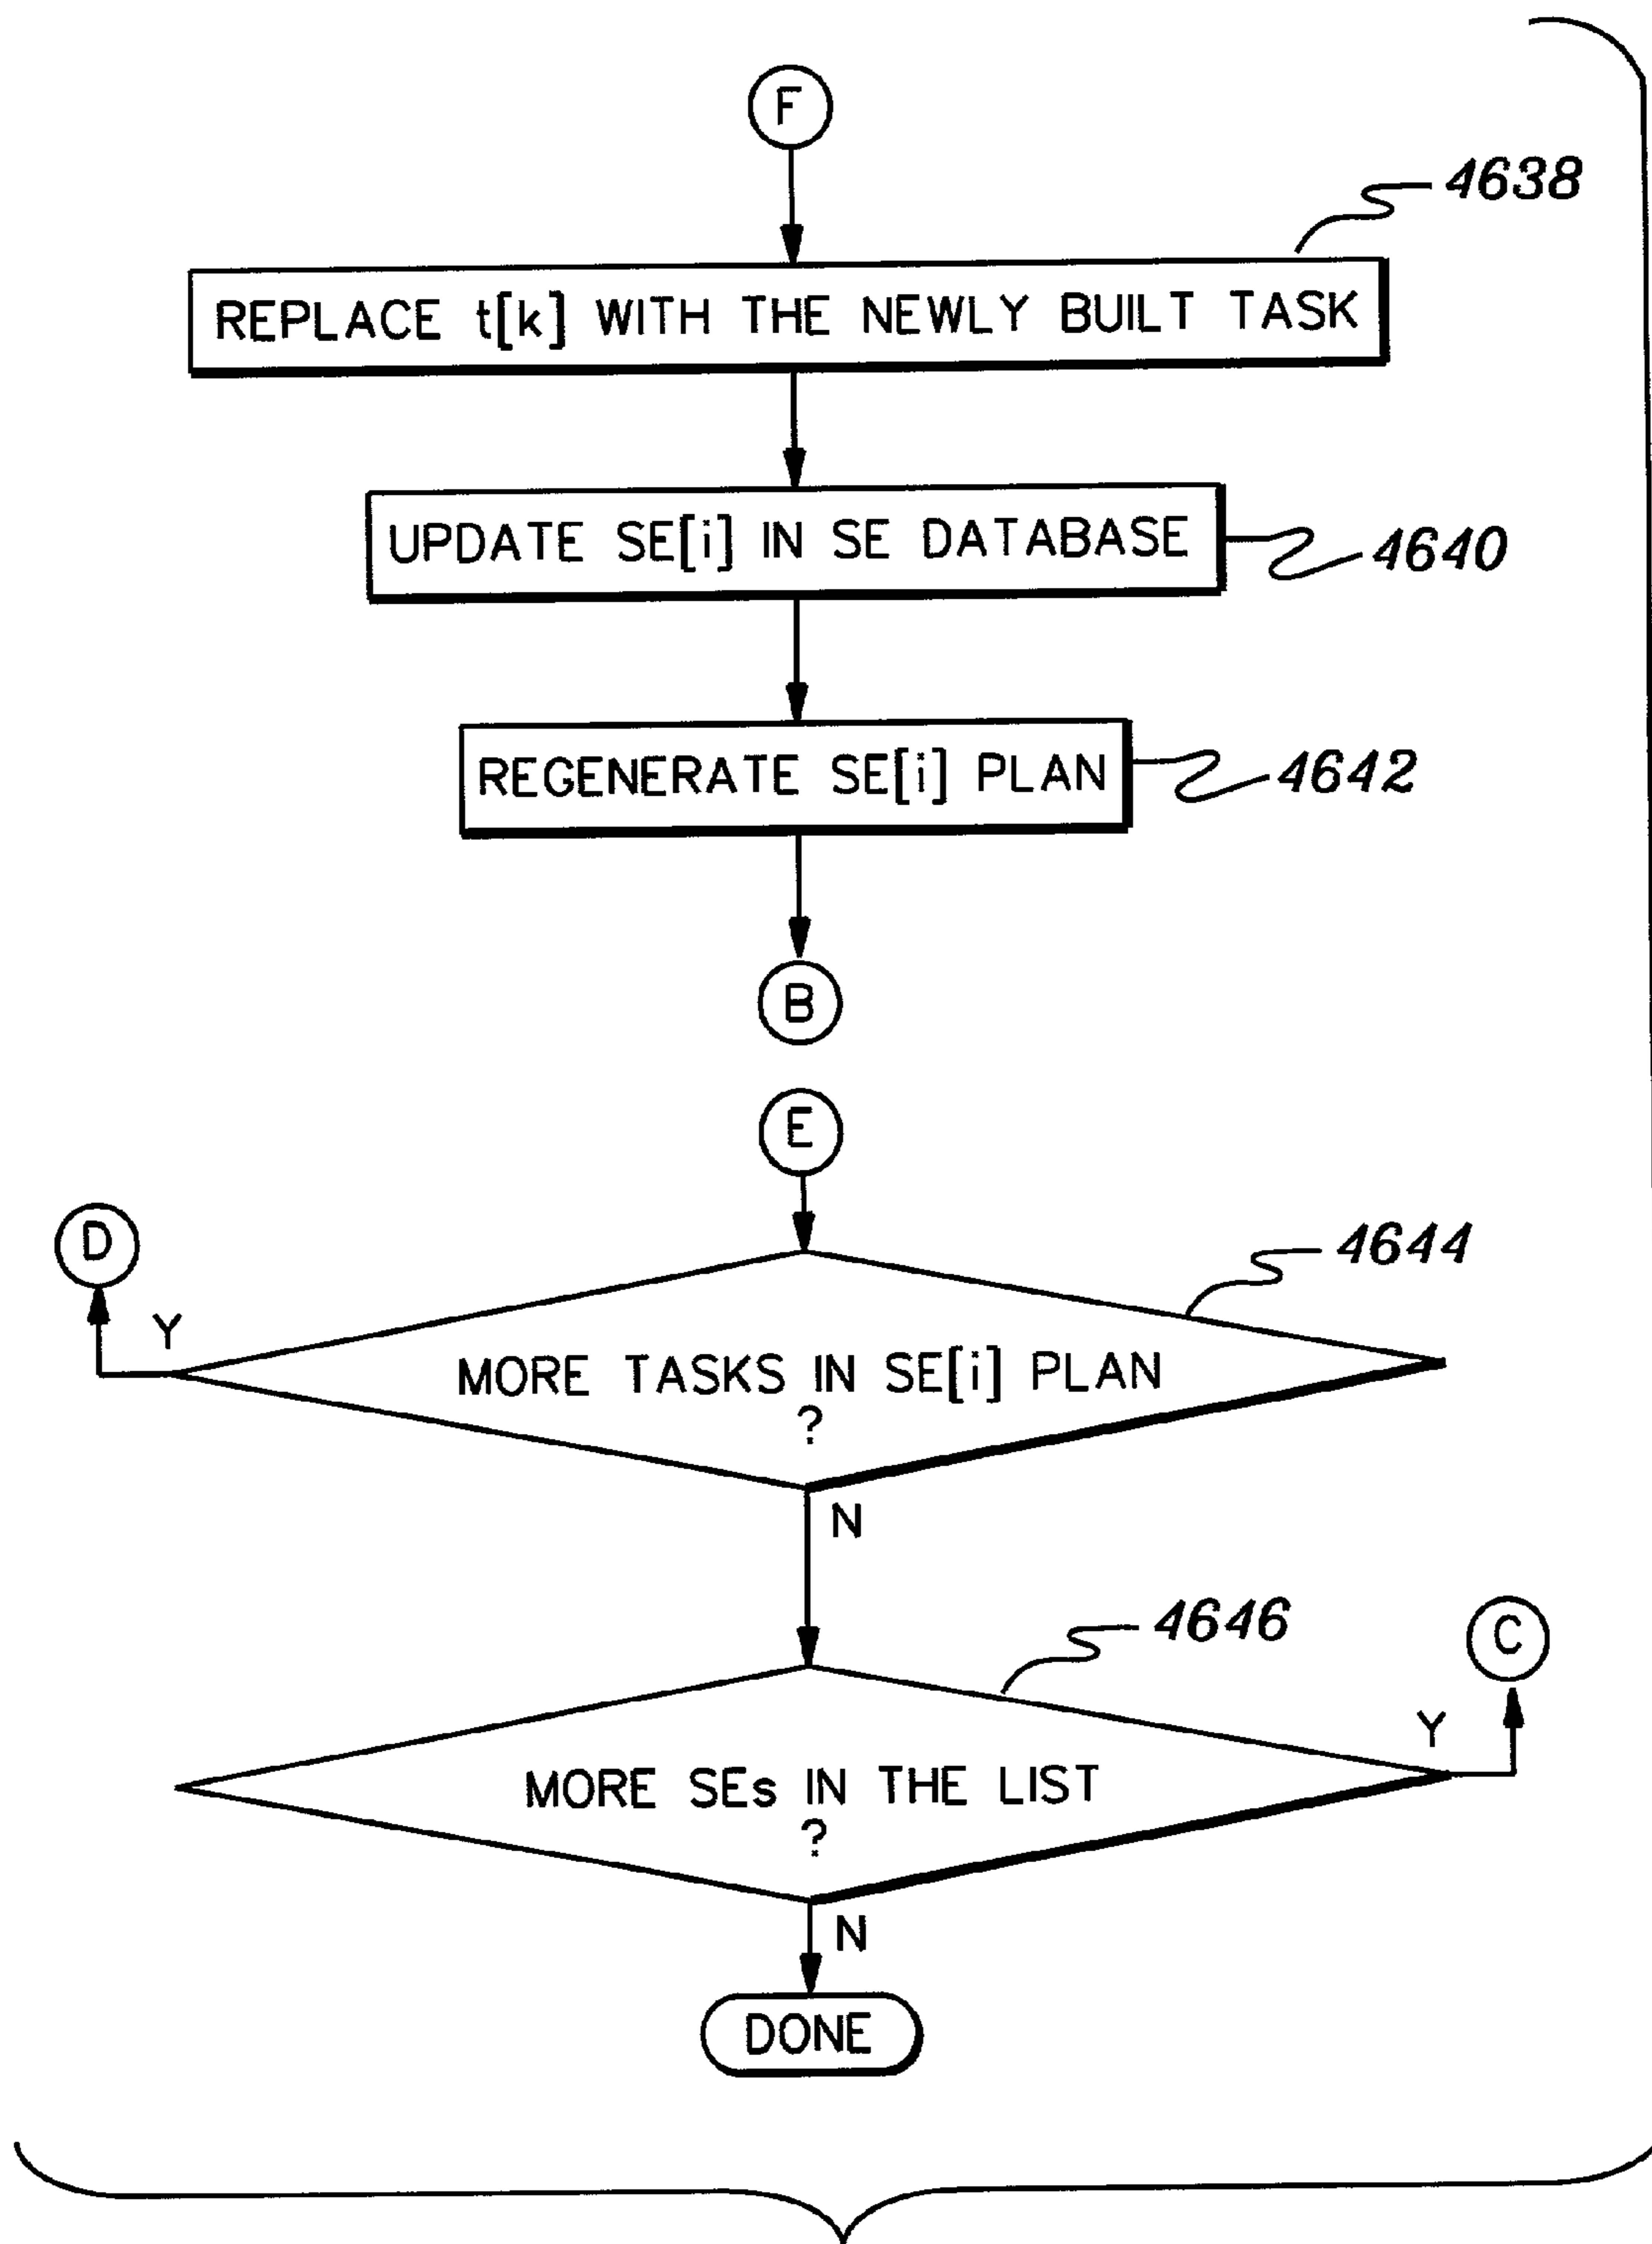 F
4638
REPLACE t[k] WITH THE NEWLY BUILT TASK
UPDATE SE[i] IN SE DATABASE
4640
REGENERATE SE[i] PLAN
4642
B
E
D
4644
Y
MORE TASKS IN SE[i] PLAN
?
N
4646
C
Y
MORE SEs IN THE LIST
?
N
DONE